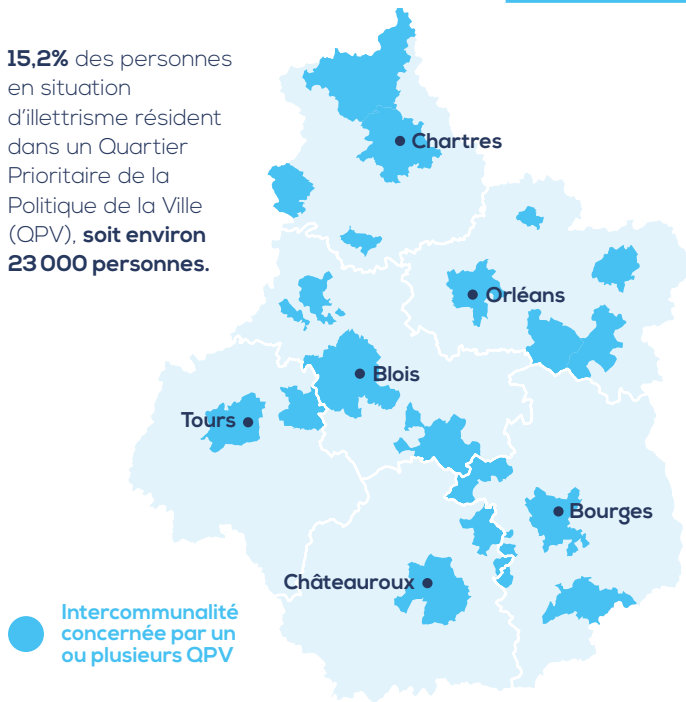 15,2% des personnes
en situation
d'illettrisme résident
dans un Quartier
Prioritaire de la
Politique de la Ville
(QPV), soit environ
23 000 personnes.
Chartres
Orléans
Blois
Tours
Bourges
Châteauroux
Intercommunalité
concernée par un
ou plusieurs QPV